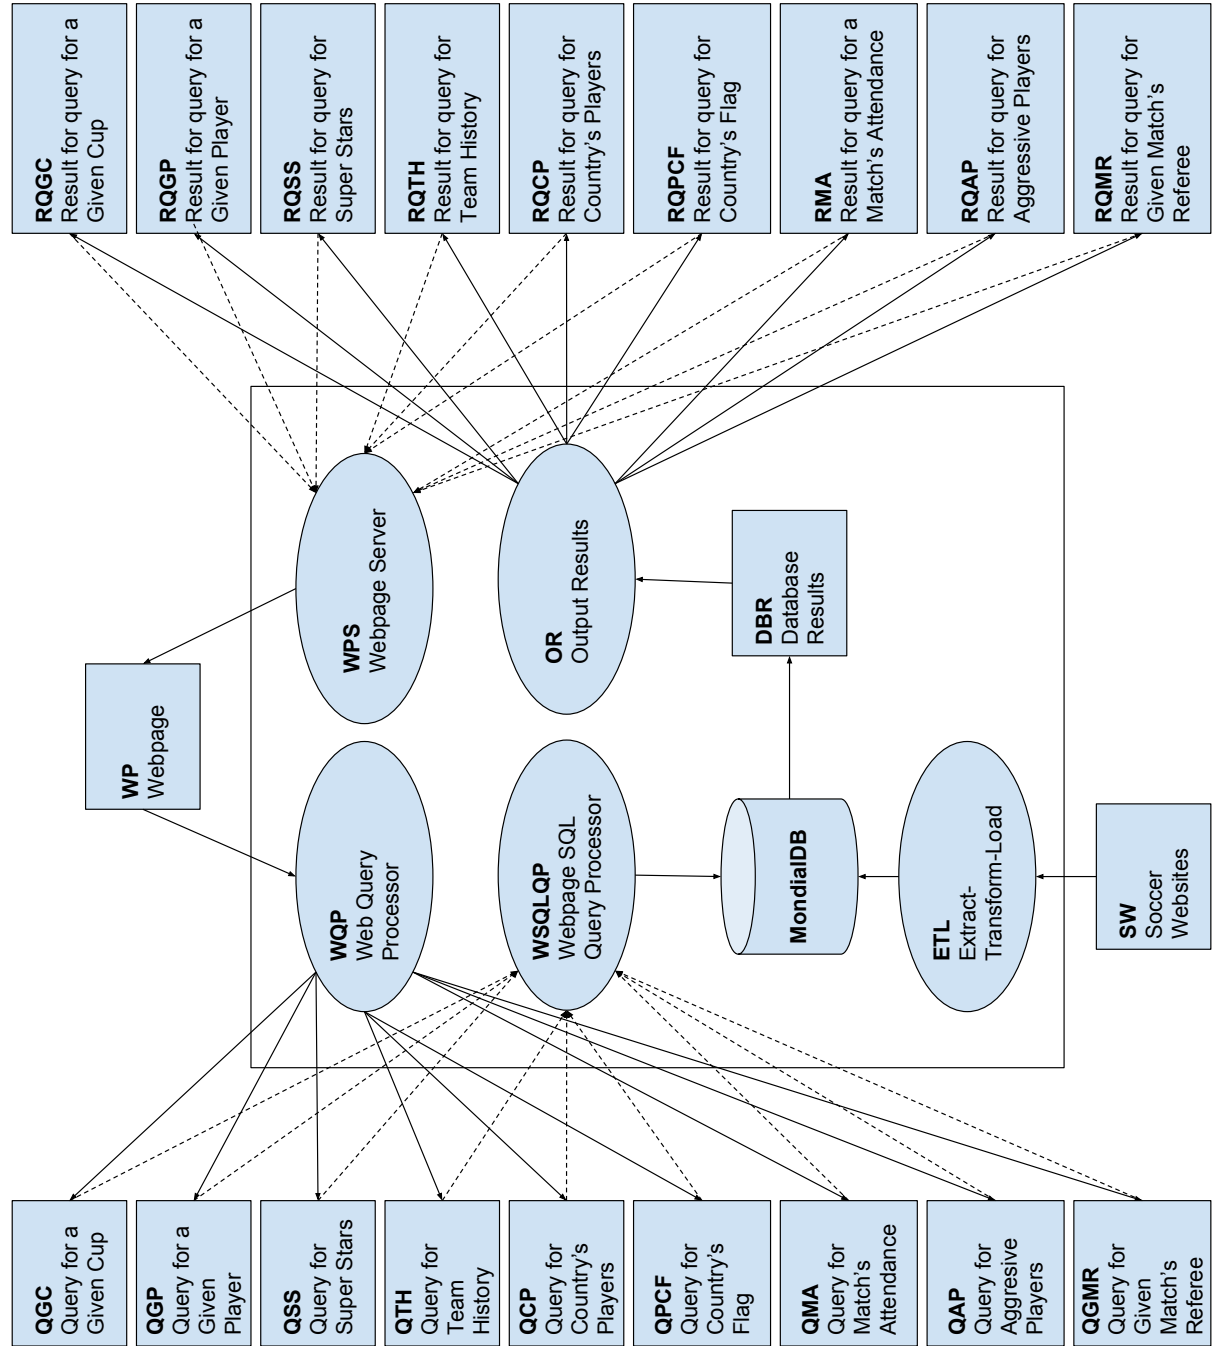 RQGC
Result for query for a
Given Cup
RQGP
Result for query for a
Given Player
RQSS
Result for query for
Super Stars
RQTH
Result for query for
Team History
RQCP
Result for query for
Country's Players
RQPCF
Result for query for
Country's Flag
RMA
Result for query for a
Match's Attendance
RQAP
Result for query for
Aggressive Players
RQMR
Result for query for
Given Match's
Referee
WP
Webpage
WPS
Webpage Server
OR
Output Results
DBR
Database
Results
WQP
Web Query
Processor
WSQLQP
Webpage SQL
Query Processor
MondialDB
ETL
Extract-
Transform-Load
SW
Soccer
Websites
QGC
Query for a
Given Cup
QGP
Query for a
Given
Player
QSS
Query for
Super Stars
QTH
Query for
Team
History
QCP
Query for
Country's
Players
QPCF
Query for
Country's
Flag
QMA
Query for
Match's
Attendance
QAP
Query for
Aggresive
Players
QGMR
Query for
Given
Match's
Referee